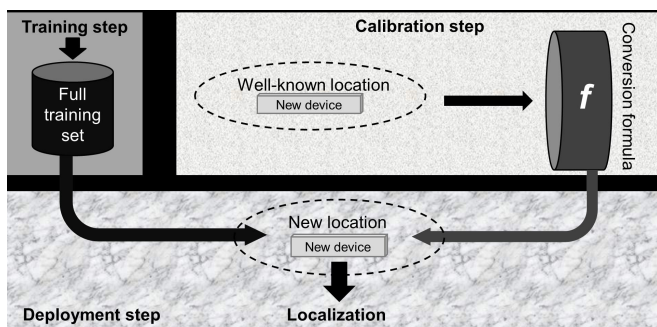 Training step
Full
training
set
Calibration step
Well-known location
New device
f
Conversion formula
New location
New device
Deployment step
Localization